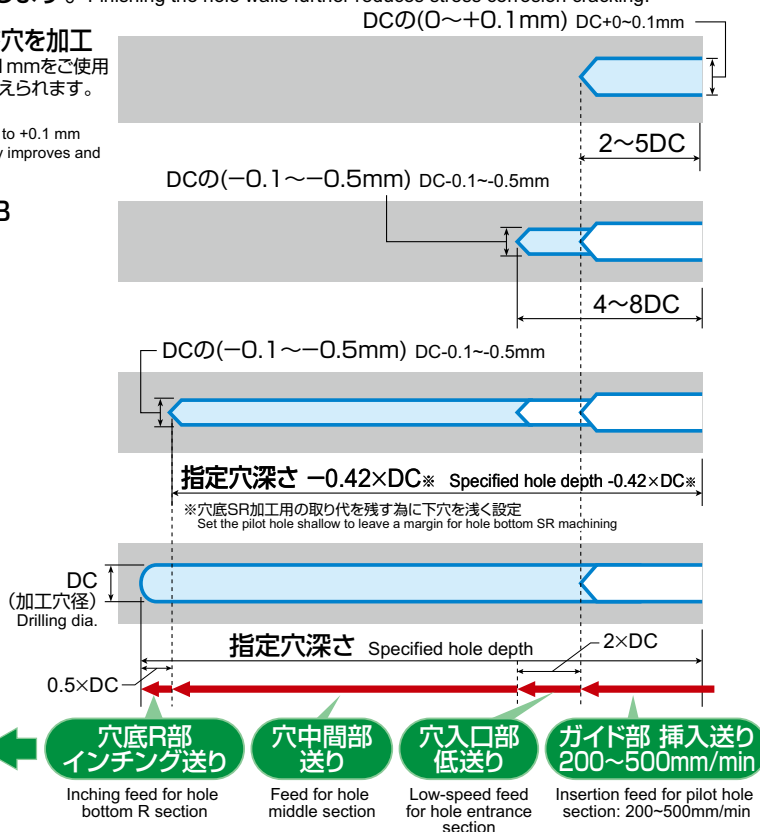 します。Finishing the hole walls further reduces stress corrosion cracking.
DCの(0〜+0.1mm) DC+0~0.1mm
穴を加工
1mmをご使用
えられます。
to +0.1 mm
y improves and
2〜5DC
DCの(−0.1〜−0.5mm) DC-0.1~-0.5mm
4〜8DC
DCの(−0.1〜−0.5mm) DC-0.1~-0.5mm
指定穴深さ −0.42×DC※ Specified hole depth -0.42×DC※
※穴底SR加工用の取り代を残す為に下穴を浅く設定
Set the pilot hole shallow to leave a margin for hole bottom SR machining
DC
(加工穴径)
Drilling dia.
指定穴深さ Specified hole depth
2×DC
0.5×DC
穴底R部
インチング送り
Inching feed for hole
bottom R section
穴中間部
送り
Feed for hole
middle section
穴入口部
低送り
Low-speed feed
for hole entrance
section
ガイド部 挿入送り
200〜500mm/min
Insertion feed for pilot hole
section: 200~500mm/min